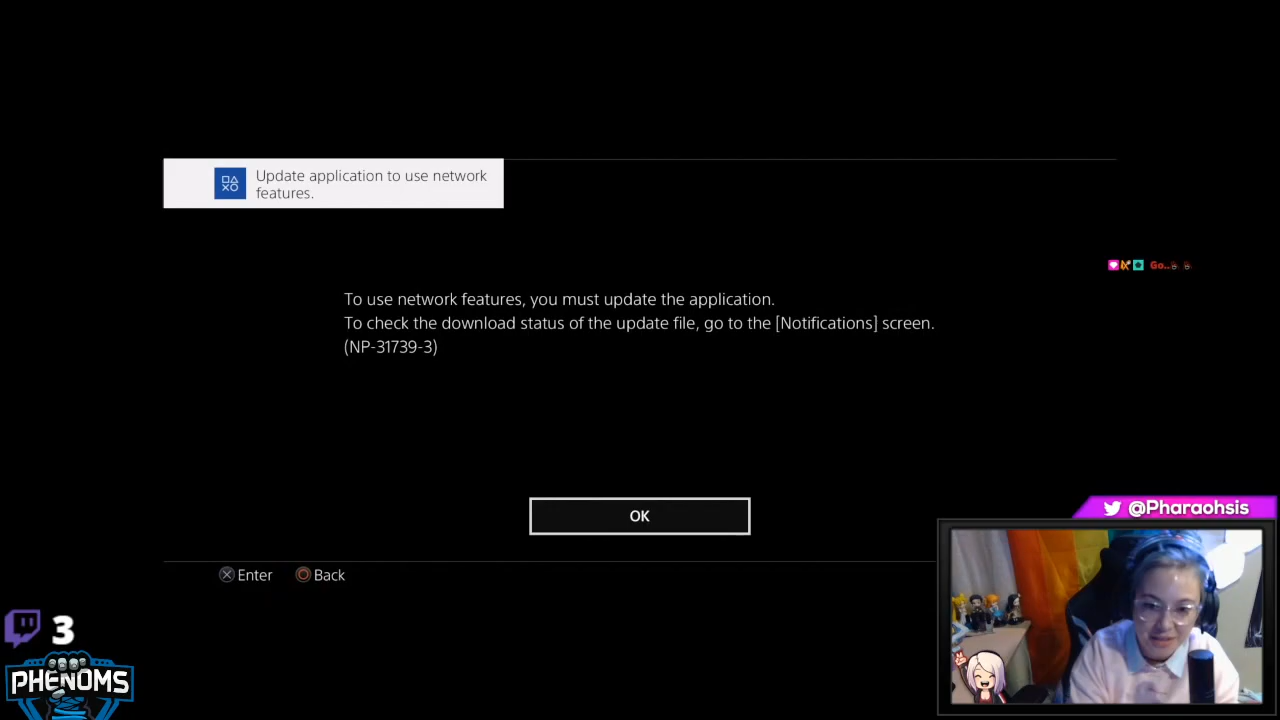 Update application to use network
features.
Go..
To use network features, you must update the application.
To check the download status of the update file, go to the [Notifications] screen.
(NP-31739-3)
OK
@Pharaohsis
Enter
Back
3
PHENOMS